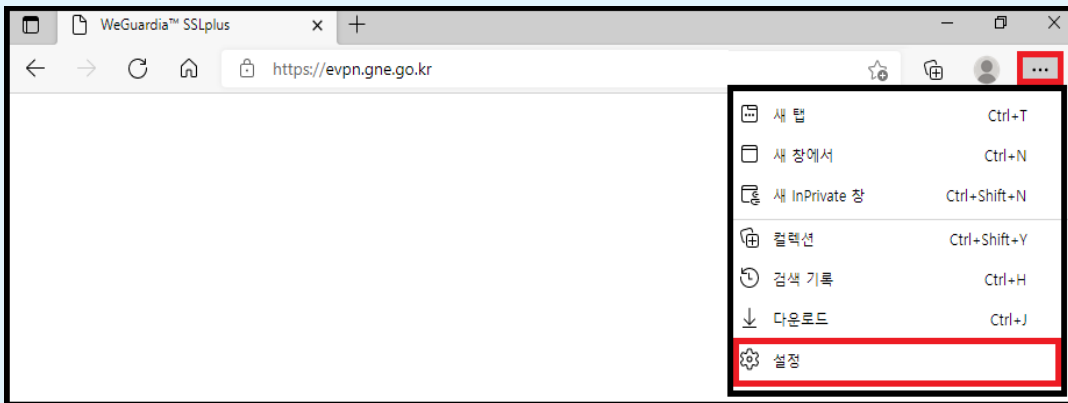 WeGuardia™ SSLplus
https://evpn.gne.go.kr
새 탭 Ctrl+T
새 창에서 Ctrl+N
새 InPrivate 창 Ctrl+Shift+N
컬렉션 Ctrl+Shift+Y
검색 기록 Ctrl+H
다운로드 Ctrl+J
설정